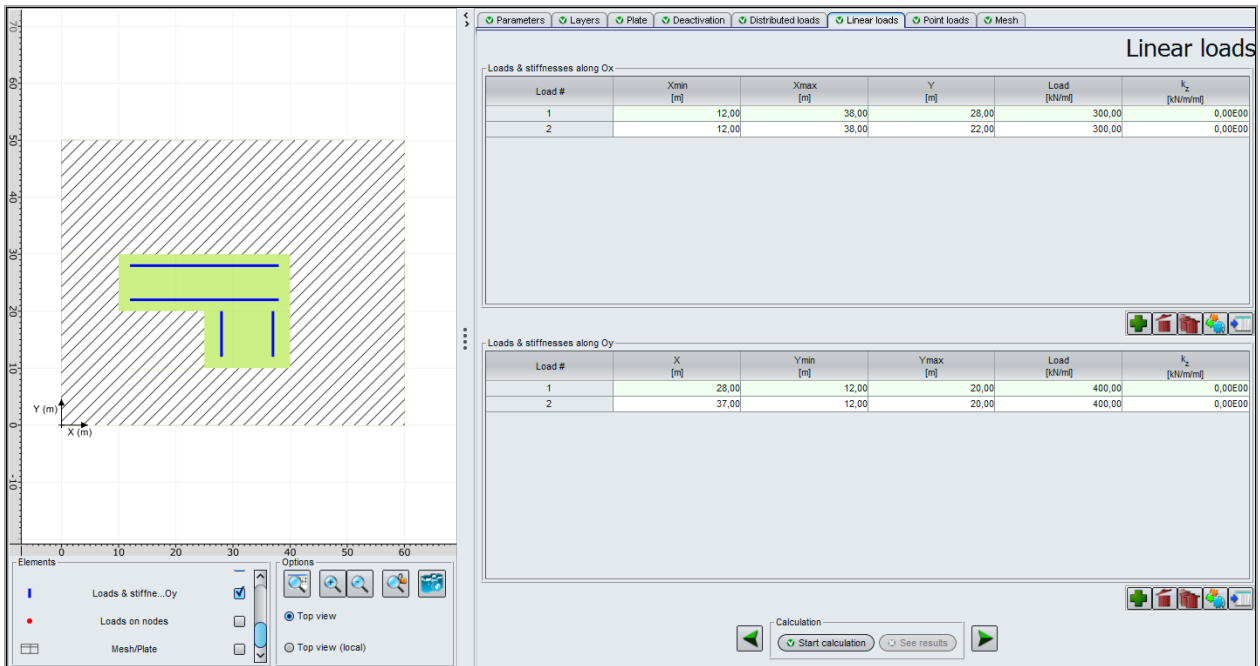 Parameters Layers Plate Deactivation Distributed loads Linear loads Point loads Mesh
Linear loads
Loads & stiffnesses along Ox
Load # Xmin [m] Xmax [m] Y [m] Load [kN/ml] kz [kN/m/ml]
1 12,00 38,00 28,00 300,00 0,00E00
2 12,00 38,00 22,00 300,00 0,00E00
Loads & stiffnesses along Oy
Load # X [m] Ymin [m] Ymax [m] Load [kN/ml] kz [kN/m/ml]
1 28,00 12,00 20,00 400,00 0,00E00
2 37,00 12,00 20,00 400,00 0,00E00
70
60
50
40
30
20
10
0
-10
Y (m)
X (m)
0 10 20 30 40 50 60
Elements
Loads & stiffne...Oy
Loads on nodes
Mesh/Plate
Options
Top view
Top view (local)
Calculation
Start calculation See results